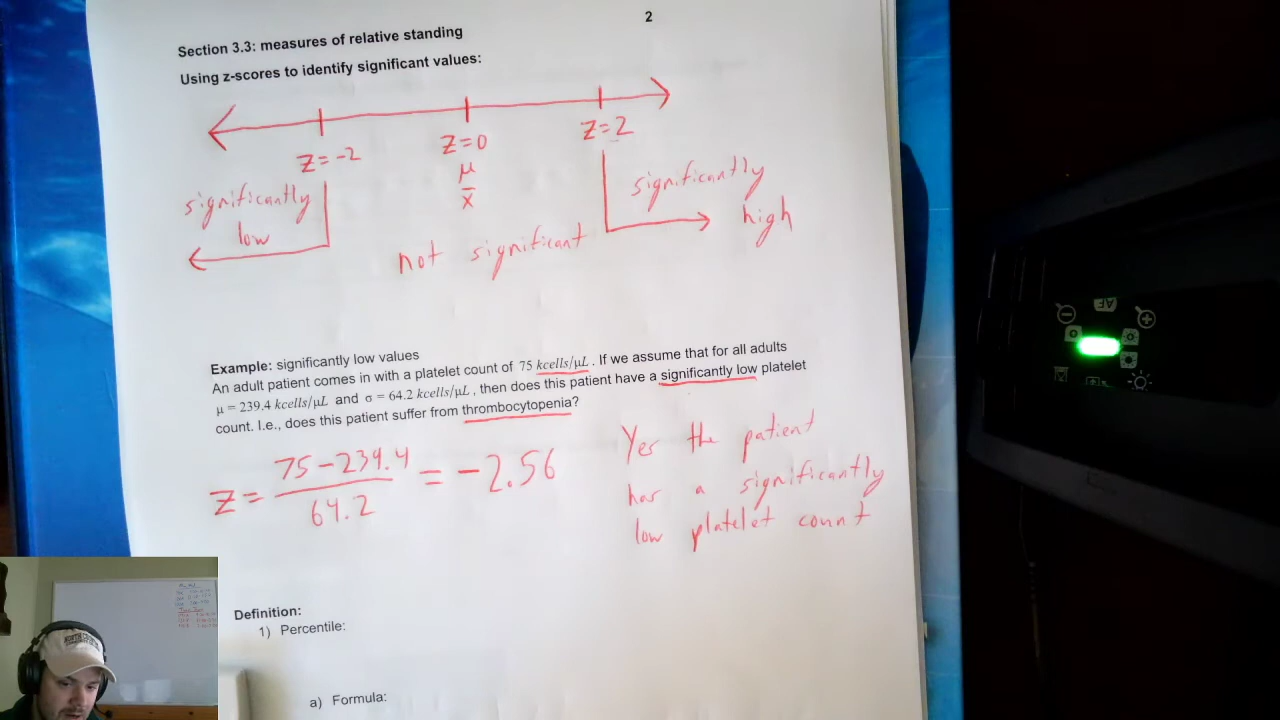 2
Section 3.3: measures of relative standing
Using z-scores to identify significant values:
z=-2
z=0
z=2
μ
x̄
significantly
low
not significant
significantly
high
Example: significantly low values
An adult patient comes in with a platelet count of 75 kcells/μL. If we assume that for all adults
μ = 239.4 kcells/μL and σ = 64.2 kcells/μL, then does this patient have a significantly low platelet
count. I.e., does this patient suffer from thrombocytopenia?
z = (75-239.4)/64.2 = -2.56
Yes the patient
has a significantly
low platelet count
Definition:
1) Percentile:
a) Formula:
AF